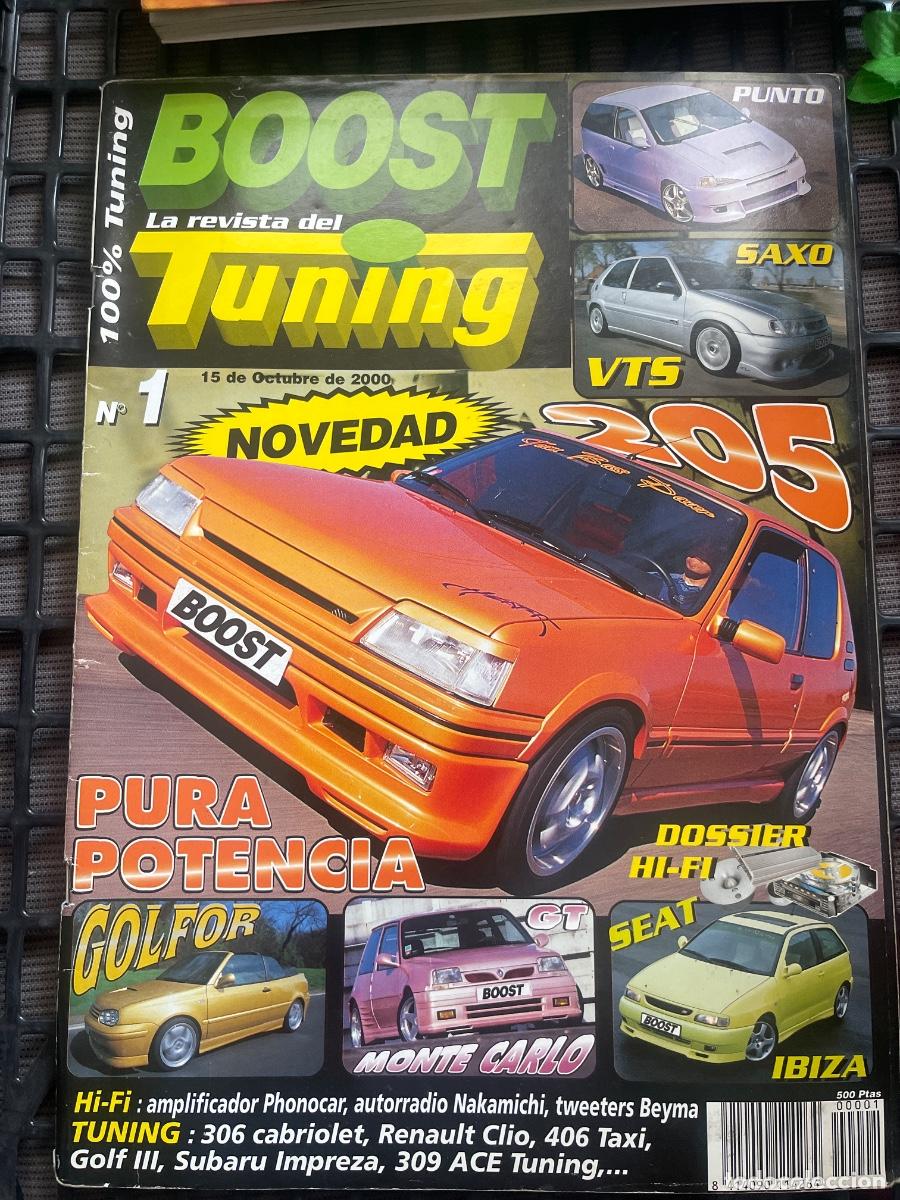 100% Tuning
BOOST
La revista del
Tuning
PUNTO
SAXO
VTS
Nº 1
15 de Octubre de 2000
NOVEDAD
205
BOOST
PURA
POTENCIA
DOSSIER
HI-FI
GOLFOR
GT
BOOST
MONTE CARLO
SEAT
BOOST
IBIZA
Hi-Fi : amplificador Phonocar, autorradio Nakamichi, tweeters Beyma
TUNING : 306 cabriolet, Renault Clio, 406 Taxi,
Golf III, Subaru Impreza, 309 ACE Tuning,...
500 Ptas
00001